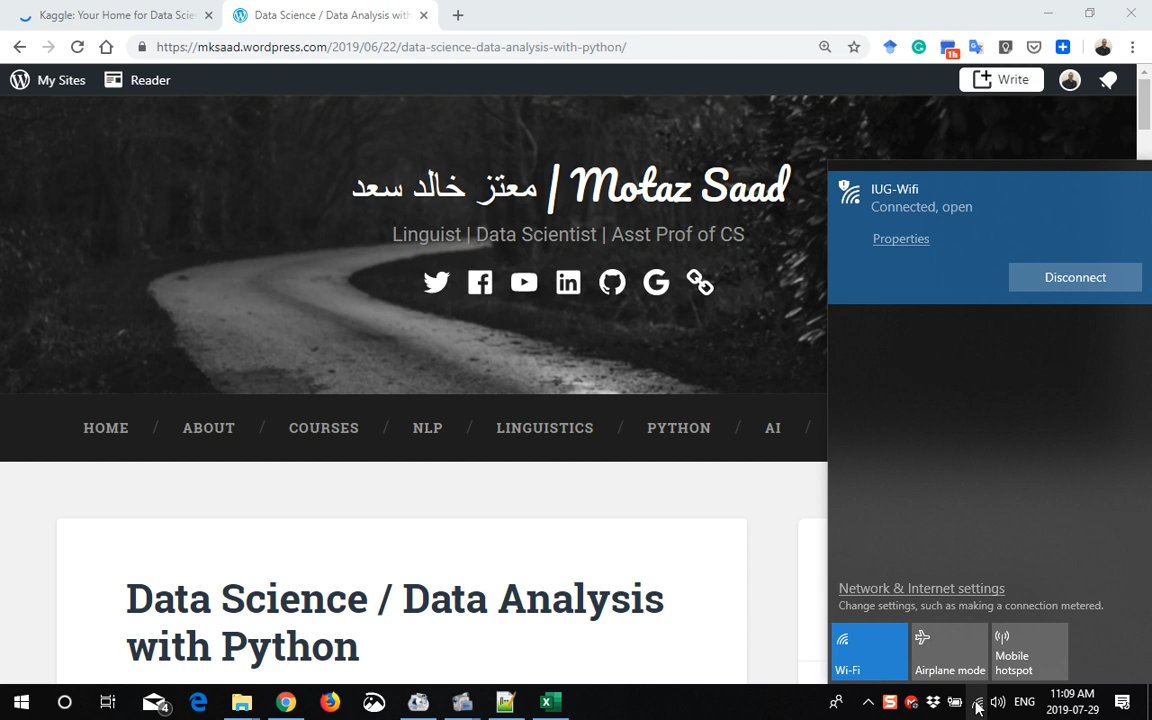 Kaggle: Your Home for Data Scie
Data Science / Data Analysis with
https://mksaad.wordpress.com/2019/06/22/data-science-data-analysis-with-python/
1h
My Sites
Reader
Write
معتز خالد سعد | Motaz Saad
Linguist | Data Scientist | Asst Prof of CS
HOME / ABOUT / COURSES / NLP / LINGUISTICS / PYTHON / AI /
Data Science / Data Analysis
with Python
IUG-Wifi
Connected, open
Properties
Disconnect
Network & Internet settings
Change settings, such as making a connection metered.
Wi-Fi
Airplane mode
Mobile
hotspot
4
ENG
11:09 AM
2019-07-29